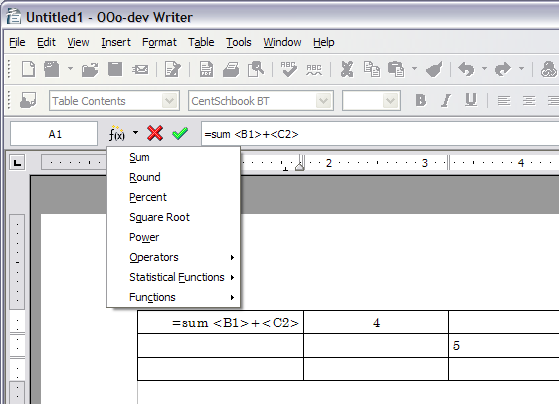 Untitled1 - OOo-dev Writer
File Edit View Insert Format Table Tools Window Help
ABC ABC
Table Contents CentSchbook BT B I U
A1 f(x) =sum <B1>+<C2>
L 1 2 3 4
Sum
Round
Percent
Square Root
Power
Operators
Statistical Functions
Functions
=sum <B1>+<C2> 4
5